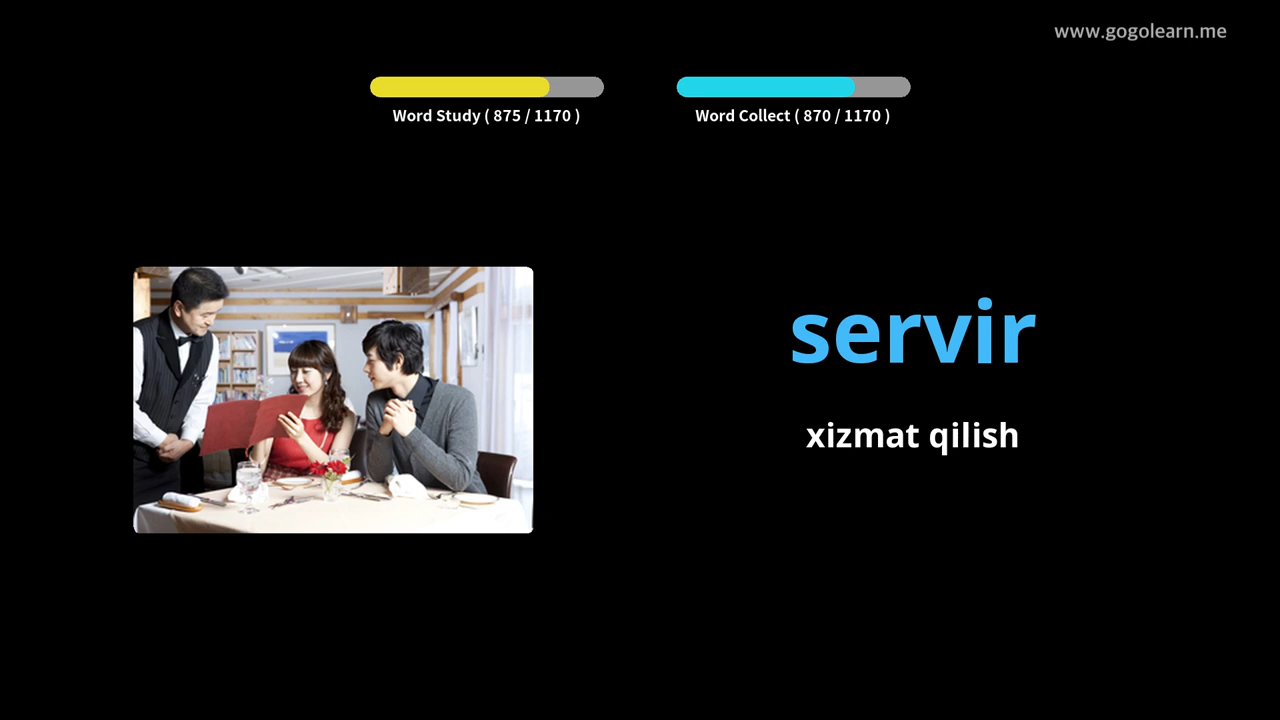 www.gogolearn.me
Word Study ( 875 / 1170 )
Word Collect ( 870 / 1170 )
servir
xizmat qilish